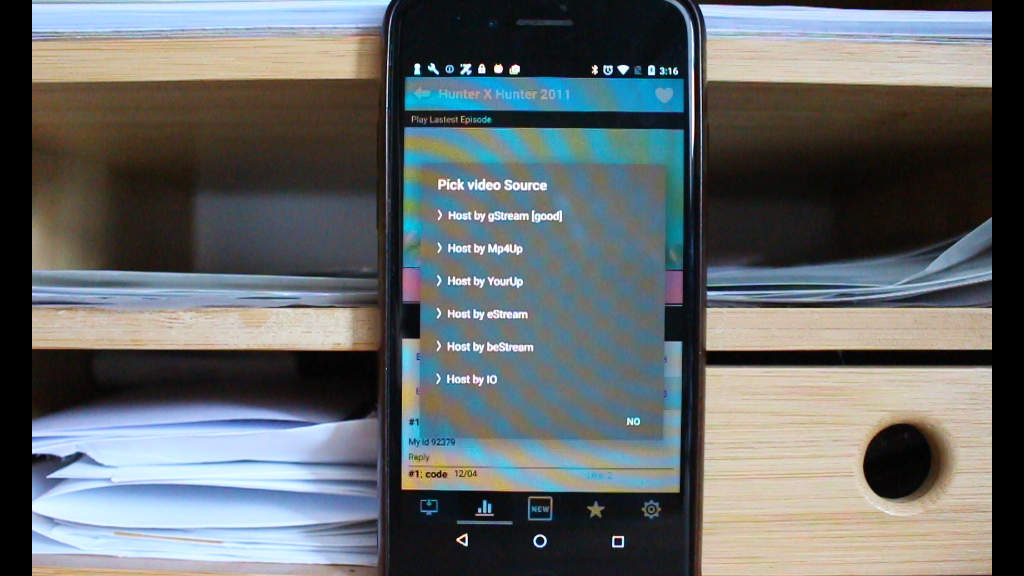 3:16
Hunter X Hunter 2011
Play Lastest Episode
Pick video Source
Host by gStream [good]
Host by Mp4Up
Host by YourUp
Host by eStream
Host by beStream
Host by IO
NO
#1
My Id 92379
Reply
#1: code 12/04
Like: 2
NEW